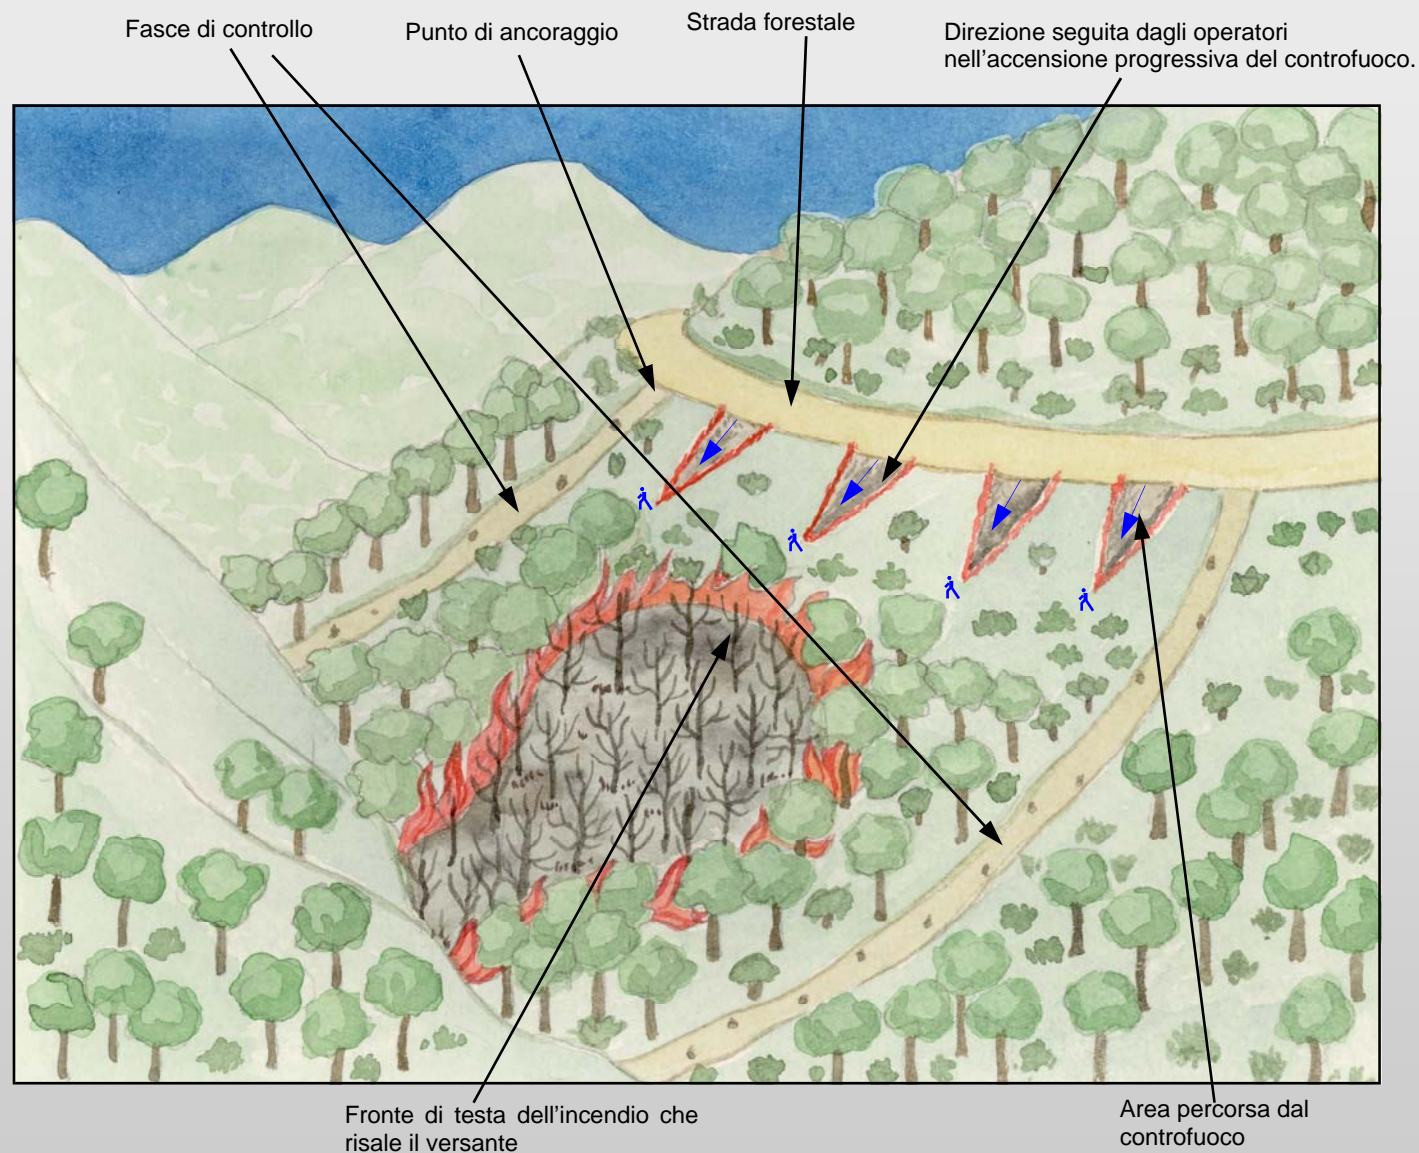 Fasce di controllo
Punto di ancoraggio
Strada forestale
Direzione seguita dagli operatori
nell'accensione progressiva del controfuoco.
Fronte di testa dell'incendio che
risale il versante
Area percorsa dal
controfuoco